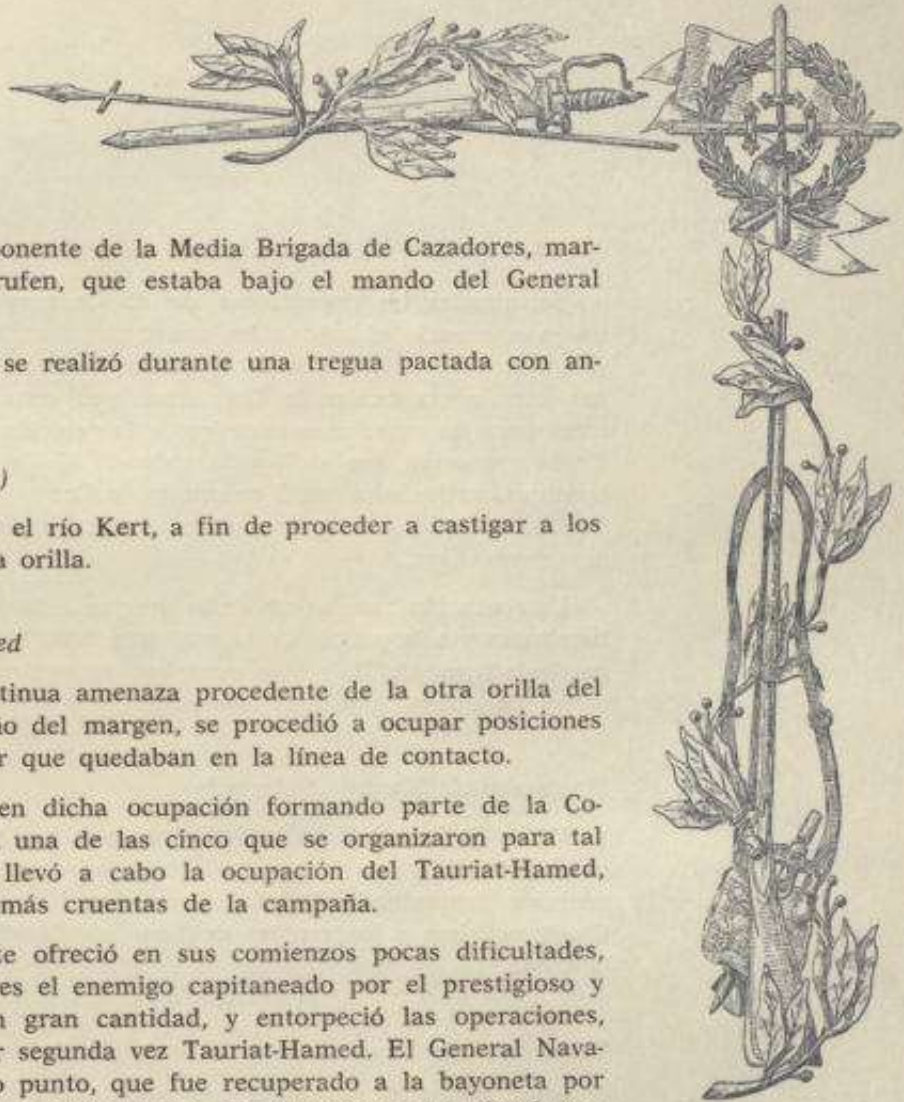 ponente de la Media Brigada de Cazadores, mar-
rufen, que estaba bajo el mando del General
se realizó durante una tregua pactada con an-
)
el río Kert, a fin de proceder a castigar a los
a orilla.
ed
tinua amenaza procedente de la otra orilla del
io del margen, se procedió a ocupar posiciones
r que quedaban en la línea de contacto.
en dicha ocupación formando parte de la Co-
una de las cinco que se organizaron para tal
llevó a cabo la ocupación del Tauriat-Hamed,
más cruentas de la campaña.
te ofreció en sus comienzos pocas dificultades,
es el enemigo capitaneado por el prestigioso y
n gran cantidad, y entorpeció las operaciones,
r segunda vez Tauriat-Hamed. El General Nava-
o punto, que fue recuperado a la bayoneta por